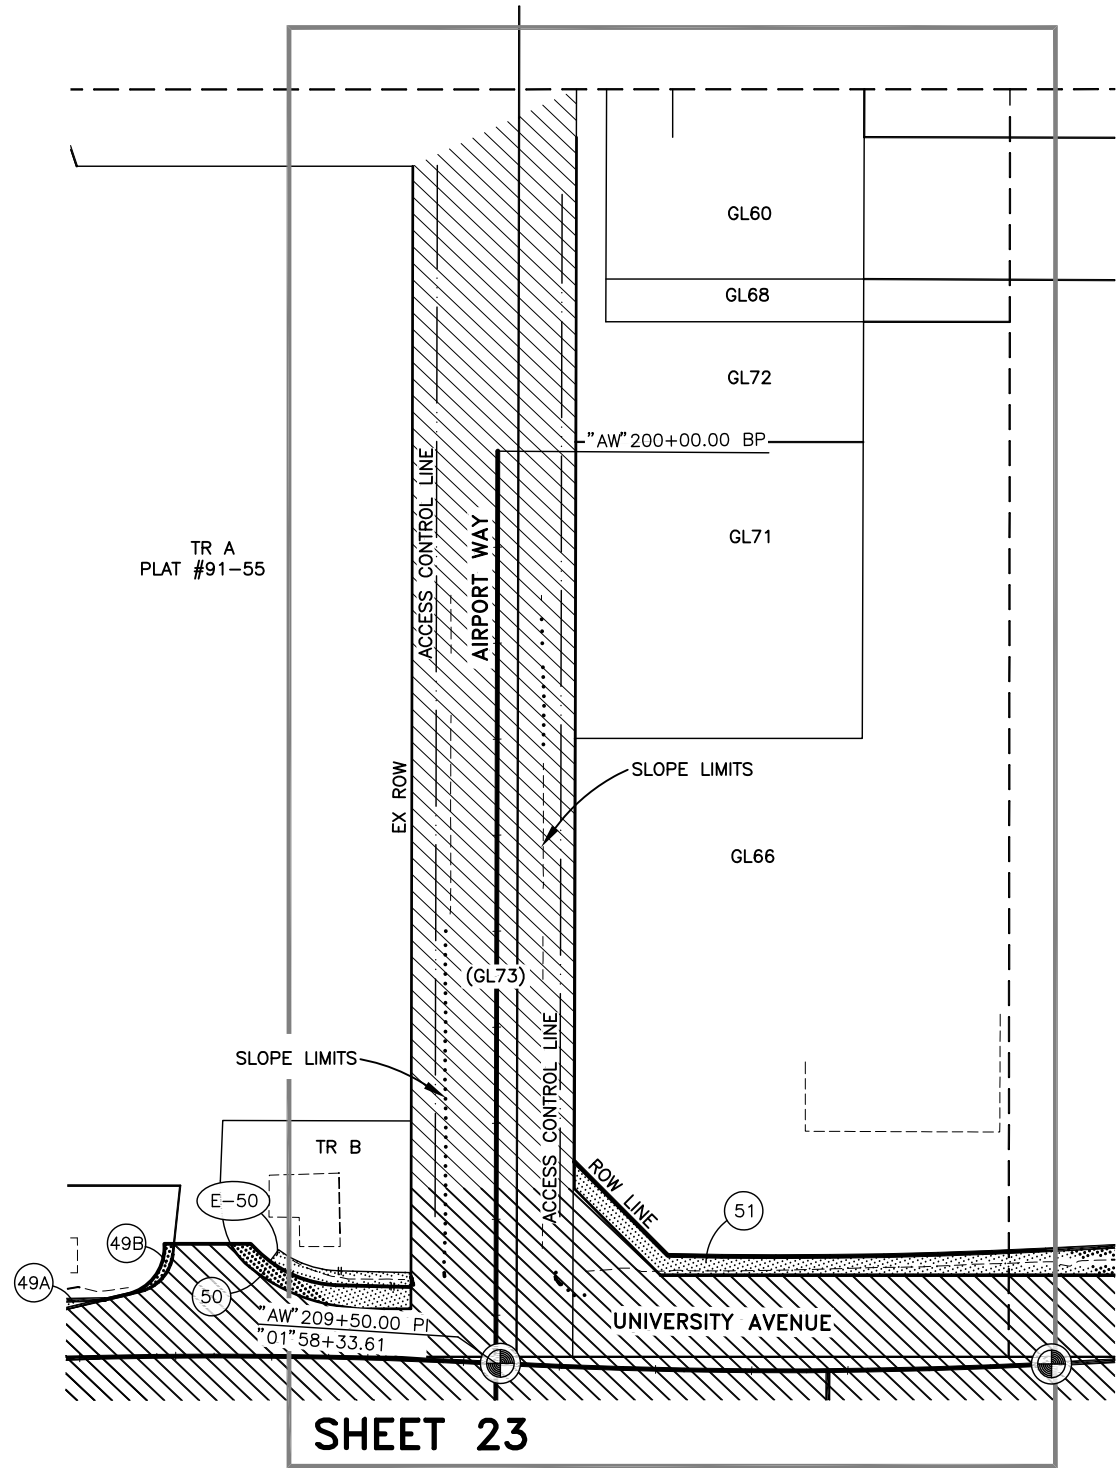 GL60
GL68
GL72
"AW" 200+00.00 BP
ACCESS CONTROL LINE
AIRPORT WAY
GL71
TR A
PLAT #91-55
EX ROW
SLOPE LIMITS
GL66
(GL73)
SLOPE LIMITS
ACCESS CONTROL LINE
TR B
ROW LINE
E-50
51
49B
49A
50
"AW" 209+50.00 PI
"01" 58+33.61
UNIVERSITY AVENUE
SHEET 23